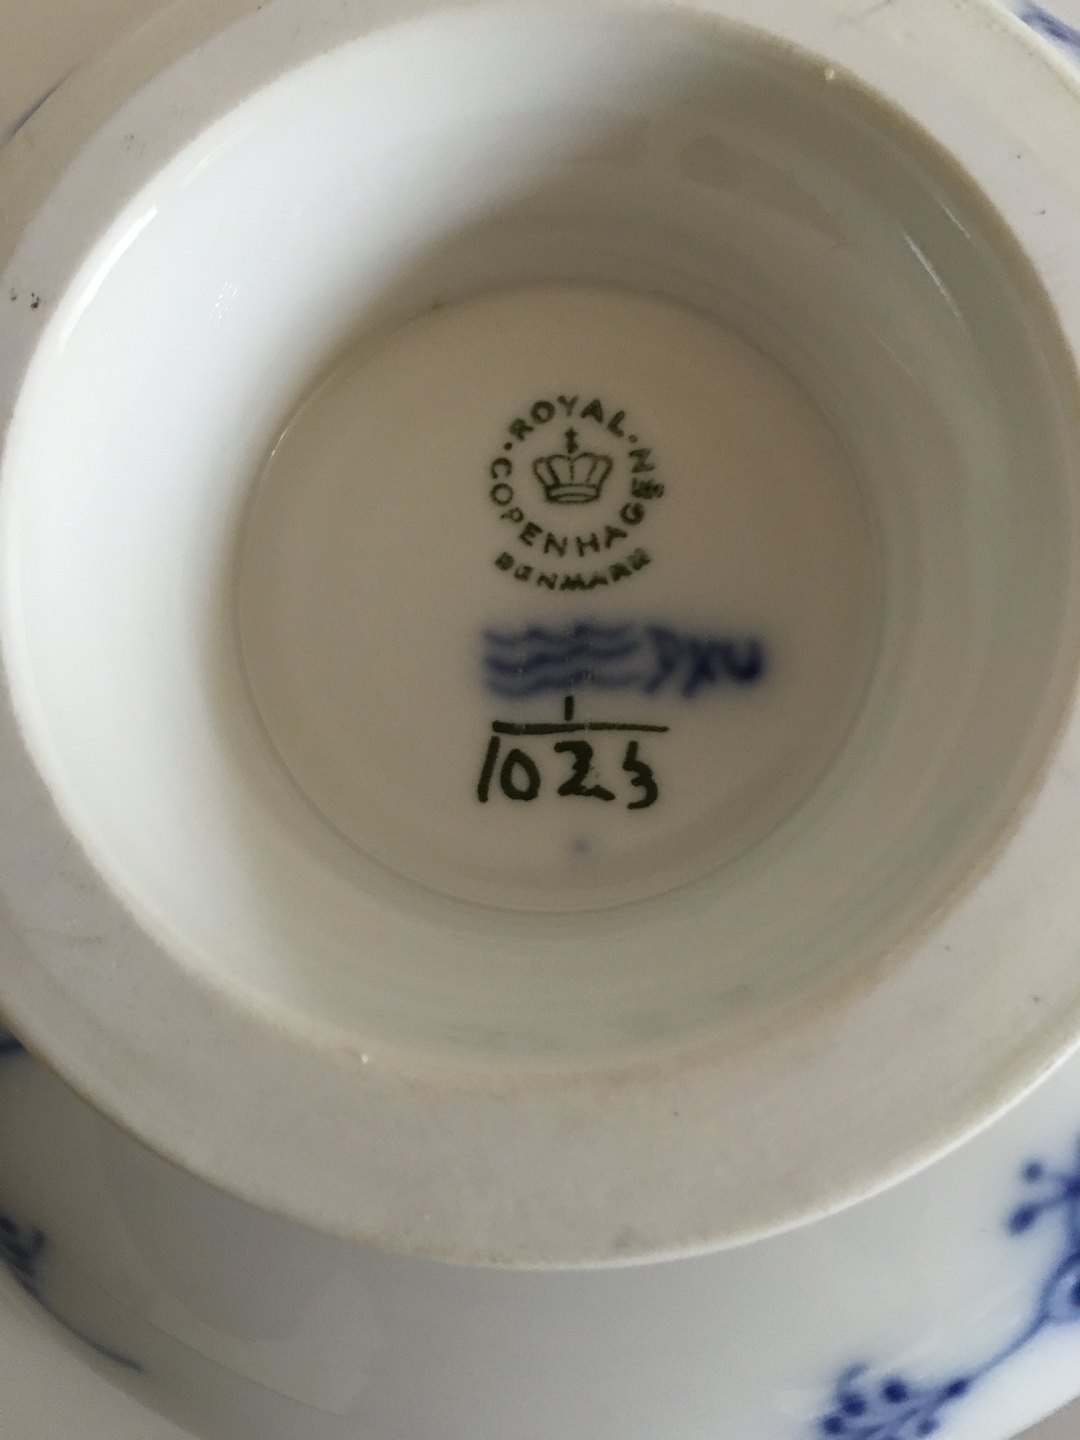 ROYAL
COPENHAGEN
DENMARK
1
1023